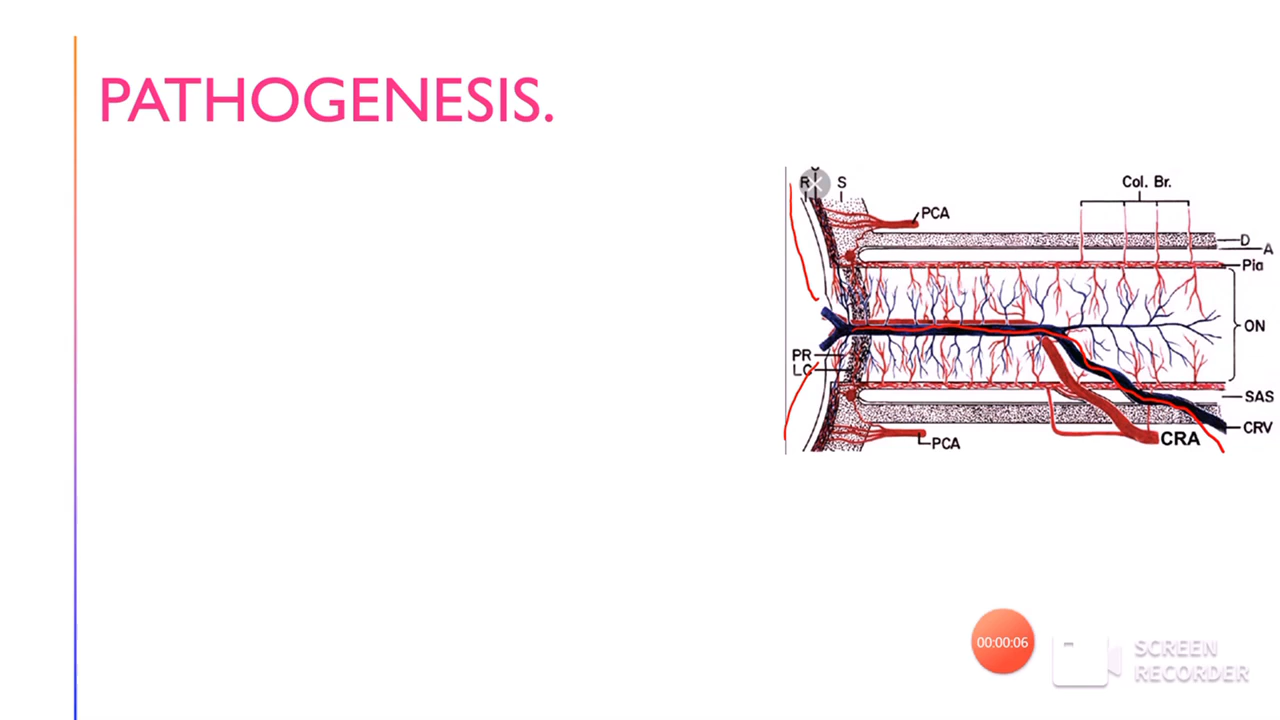 PATHOGENESIS.
R
S
Col. Br.
PCA
D
A
Pia
ON
PR
LC
SAS
CRV
CRA
PCA
00:00:06
SCREEN
RECORDER